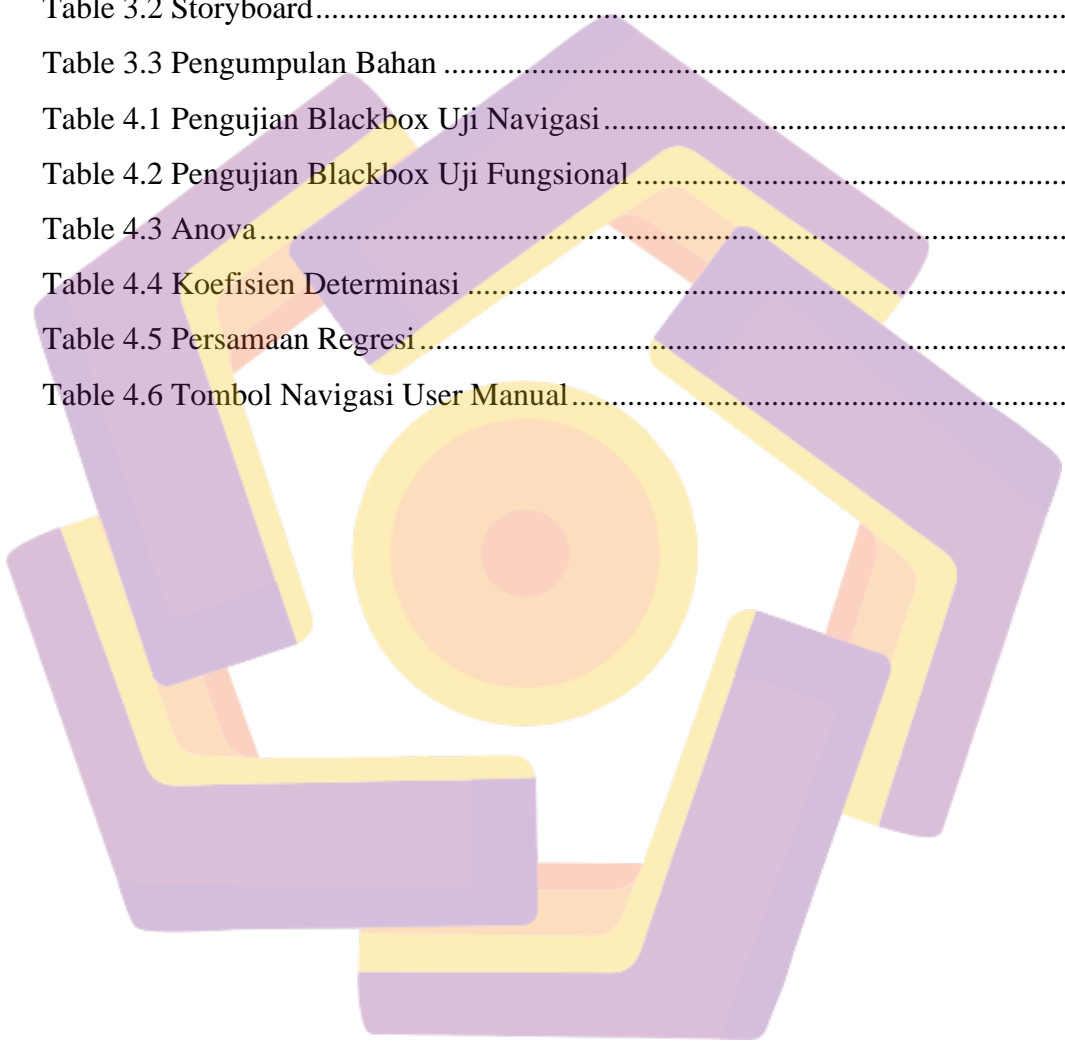 Table 3.2 Storyboard................................................................................................
Table 3.3 Pengumpulan Bahan ................................................................................
Table 4.1 Pengujian Blackbox Uji Navigasi............................................................
Table 4.2 Pengujian Blackbox Uji Fungsional ........................................................
Table 4.3 Anova.......................................................................................................
Table 4.4 Koefisien Determinasi .............................................................................
Table 4.5 Persamaan Regresi...................................................................................
Table 4.6 Tombol Navigasi User Manual................................................................